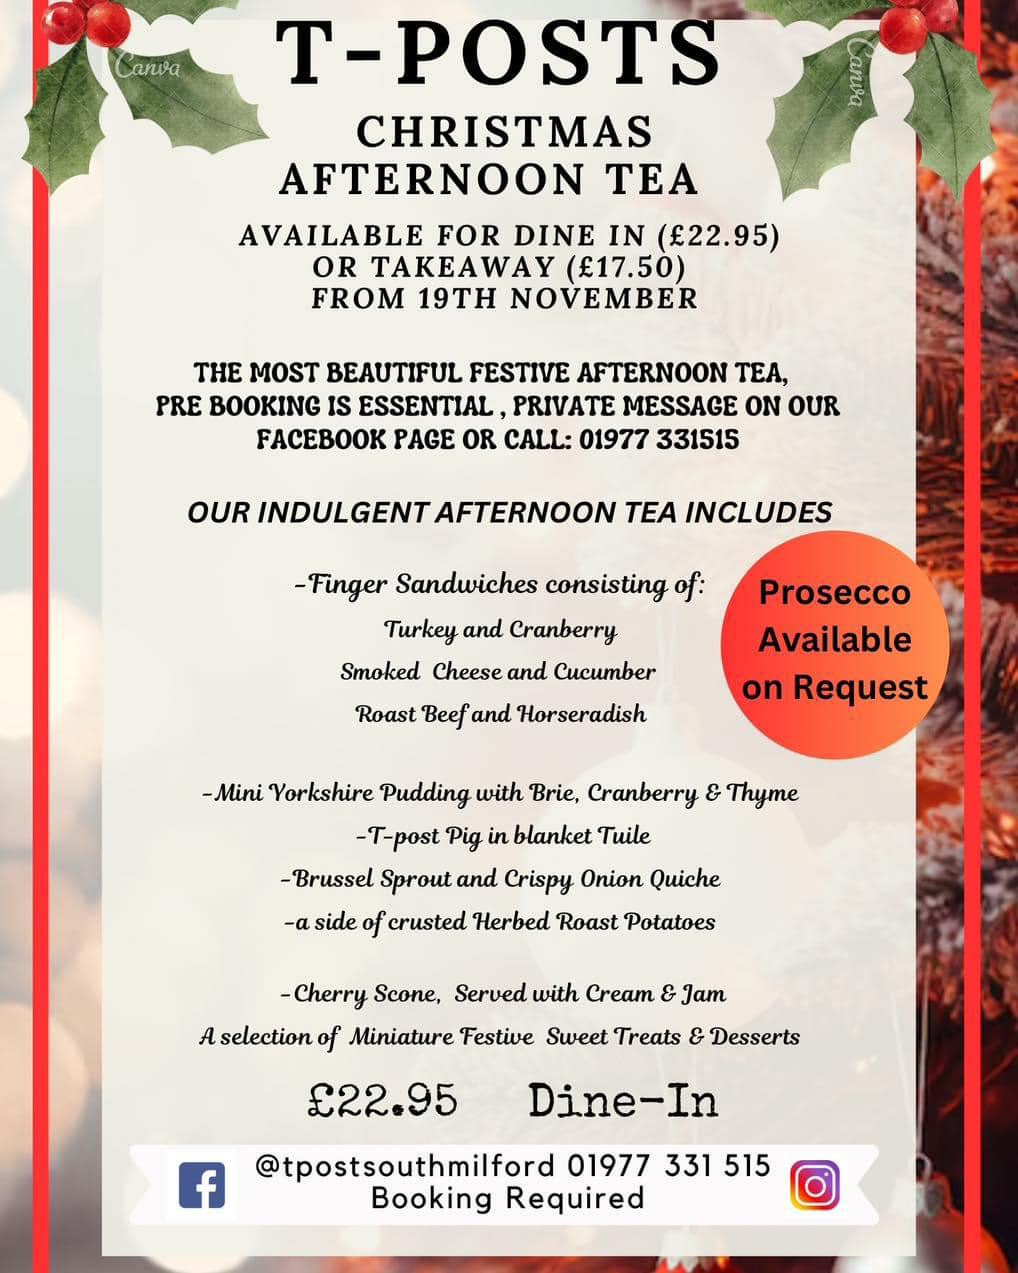 T-POSTS
Canva
Canva
CHRISTMAS
AFTERNOON TEA
AVAILABLE FOR DINE IN (£22.95)
OR TAKEAWAY (£17.50)
FROM 19TH NOVEMBER
THE MOST BEAUTIFUL FESTIVE AFTERNOON TEA,
PRE BOOKING IS ESSENTIAL , PRIVATE MESSAGE ON OUR
FACEBOOK PAGE OR CALL: 01977 331515
OUR INDULGENT AFTERNOON TEA INCLUDES
-Finger Sandwiches consisting of:
Turkey and Cranberry
Smoked Cheese and Cucumber
Roast Beef and Horseradish
Prosecco
Available
on Request
-Mini Yorkshire Pudding with Brie, Cranberry & Thyme
-T-post Pig in blanket Tuile
-Brussel Sprout and Crispy Onion Quiche
-a side of crusted Herbed Roast Potatoes
-Cherry Scone, Served with Cream & Jam
A selection of Miniature Festive Sweet Treats & Desserts
£22.95 Dine-In
@tpostsouthmilford 01977 331 515
Booking Required